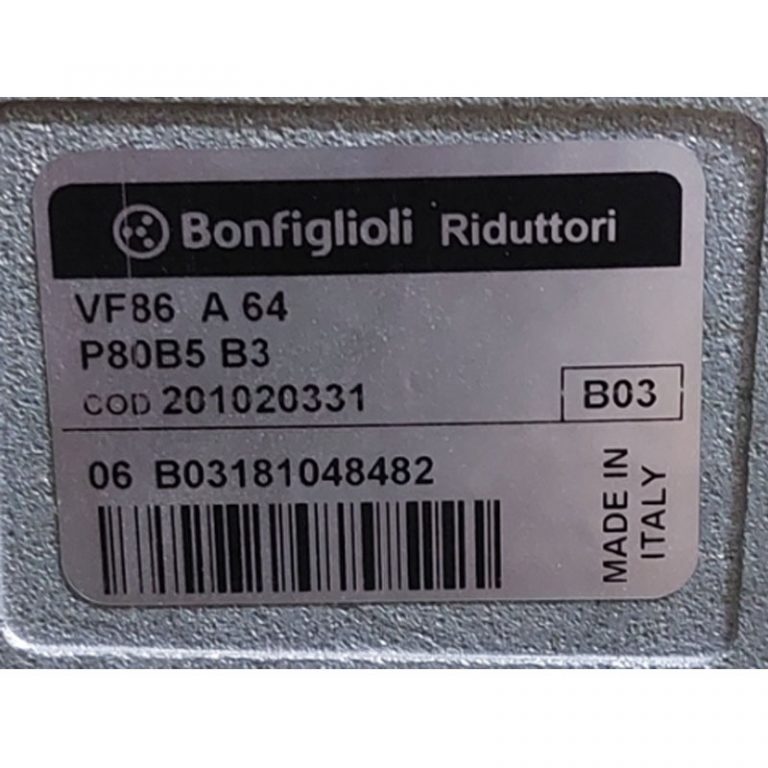 Bonfiglioli Riduttori
VF86 A 64
P80B5 B3
COD 201020331
B03
06 B03181048482
MADE IN
ITALY